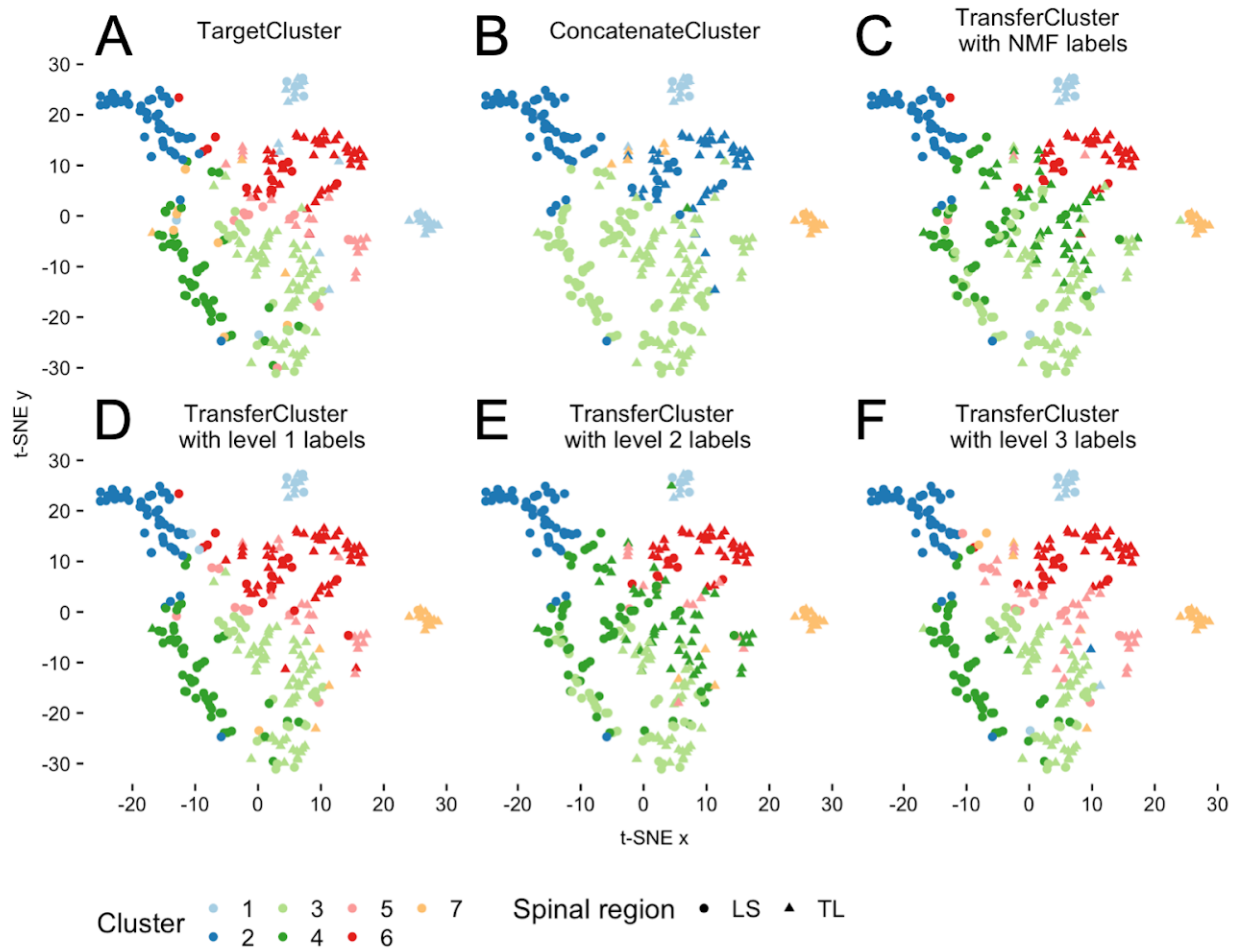 A TargetCluster
B ConcatenateCluster
C TransferCluster
with NMF labels
30
20
10
0
-10
-20
-30
t-SNE y
D TransferCluster
with level 1 labels
E TransferCluster
with level 2 labels
F TransferCluster
with level 3 labels
30
20
10
0
-10
-20
-30
-20 -10 0 10 20 30 -20 -10 0 10 20 30 -20 -10 0 10 20 30
t-SNE x
Cluster 1 3 5 7 Spinal region LS TL
2 4 6